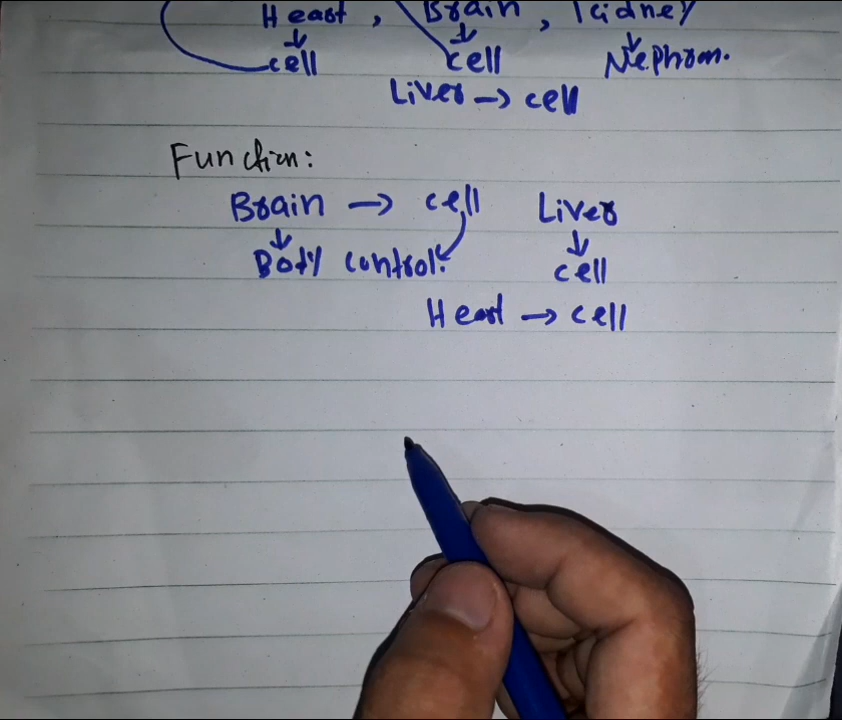 Heart , Brain , Kidney
↓ ↓ ↓
cell cell Nephron.
Liver → cell
Function:
Brain → cell Liver
↓ ↓
Body control. cell
Heart → cell